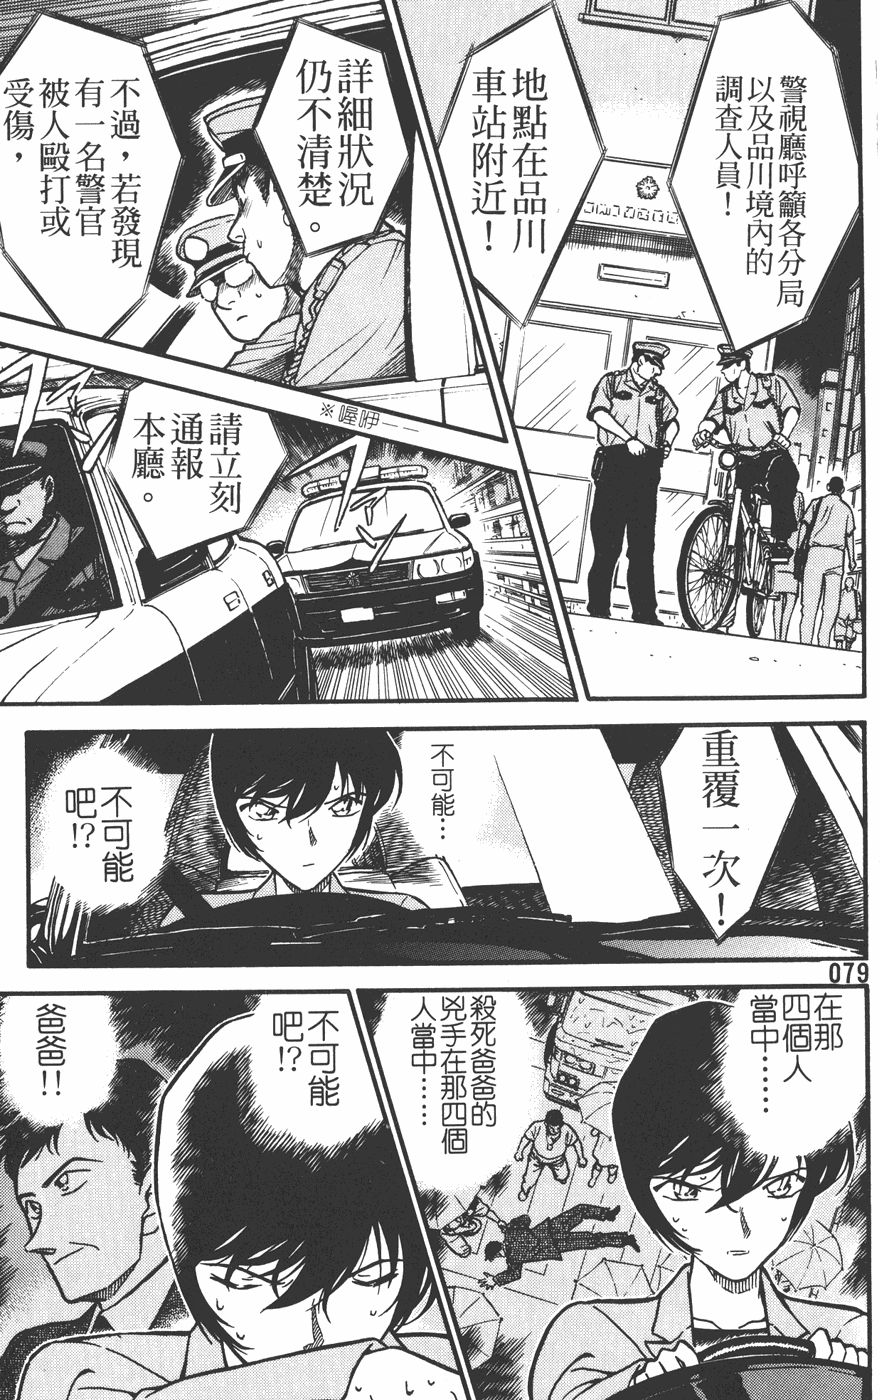 警視廳呼籲各分局
以及品川境內的
調查人員！
地點在品川
車站附近！
詳細狀況
仍不清楚。
不過，若發現
有一名警官
被人毆打或
受傷，
※喔咿——
請立刻
通報
本廳。
重覆一次！
不可能…
不可能
吧！？
079
在那
四個人
當中……
殺死爸爸的
兇手在那四個
人當中……
不可能
吧！？
爸爸！！